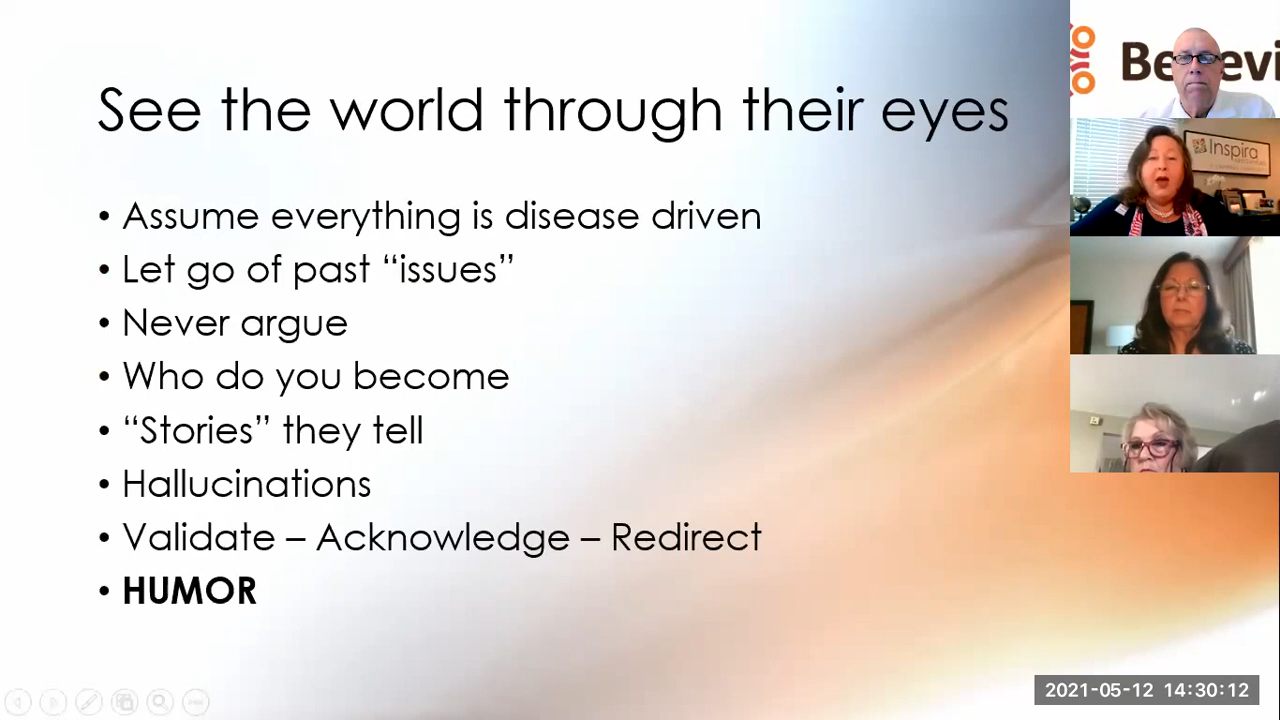 See the world through their eyes
• Assume everything is disease driven
• Let go of past “issues”
• Never argue
• Who do you become
• “Stories” they tell
• Hallucinations
• Validate – Acknowledge – Redirect
• HUMOR
Inspira
2021-05-12 14:30:12